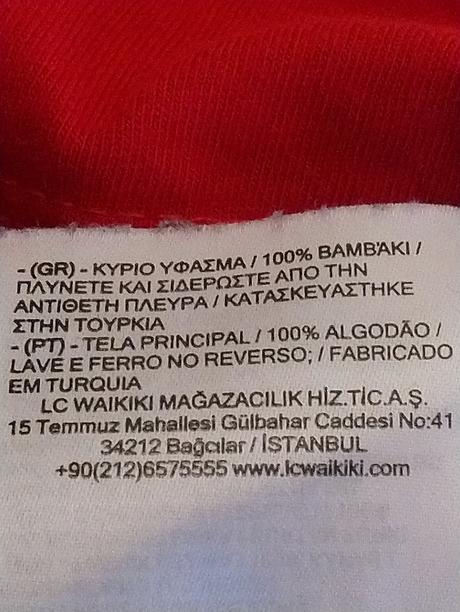 - (GR) - ΚΥΡΙΟ ΥΦΑΣΜΑ / 100% ΒΑΜΒΆΚΙ /
ΠΛΥΝΕΤΕ ΚΑΙ ΣΙΔΕΡΩΣΤΕ ΑΠΟ ΤΗΝ
ΑΝΤΙΘΕΤΗ ΠΛΕΥΡΑ / ΚΑΤΑΣΚΕΥΑΣΤΗΚΕ
ΣΤΗΝ ΤΟΥΡΚΙΑ
- (PT) - TELA PRINCIPAL / 100% ALGODÃO /
LAVE E FERRO NO REVERSO; / FABRICADO
EM TURQUIA
LC WAIKIKI MAĞAZACILIK HİZ.TİC.A.Ş.
15 Temmuz Mahallesi Gülbahar Caddesi No:41
34212 Bağcılar / İSTANBUL
+90(212)6575555 www.lcwaikiki.com